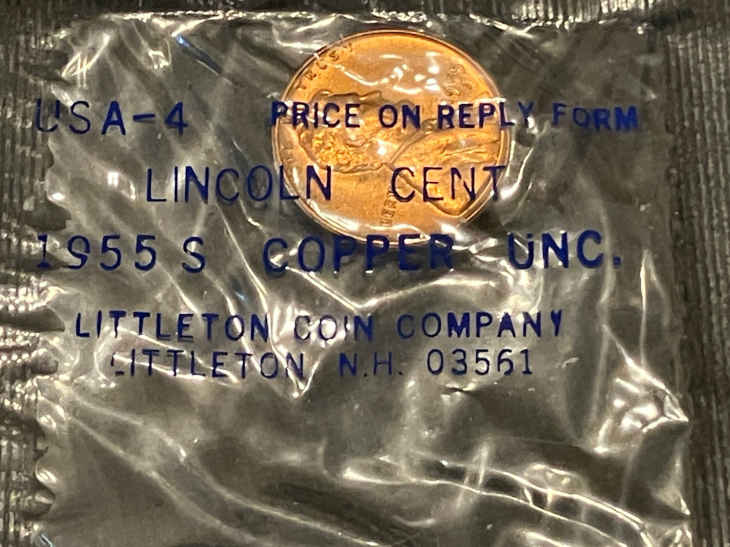 USA-4 PRICE ON REPLY FORM
LINCOLN CENT
1955 S COPPER UNC.
LITTLETON COIN COMPANY
LITTLETON N.H. 03561